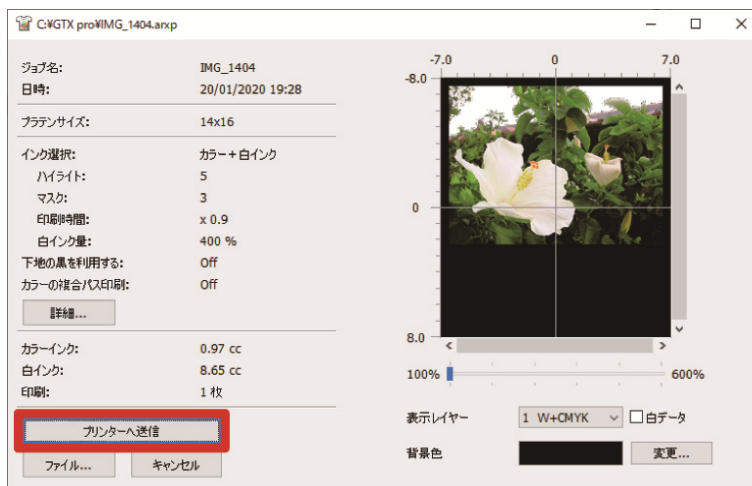 C:¥GTX pro¥IMG_1404.arxp
ジョブ名: IMG_1404
日時: 20/01/2020 19:28
プラテンサイズ: 14x16
インク選択: カラー+白インク
ハイライト: 5
マスク: 3
印刷時間: x 0.9
白インク量: 400 %
下地の黒を利用する: Off
カラーの複合パス印刷: Off
詳細...
カラーインク: 0.97 cc
白インク: 8.65 cc
印刷: 1 枚
プリンターへ送信
ファイル... キャンセル
-7.0 0 7.0
-8.0
0
8.0
100% 600%
表示レイヤー 1 W+CMYK 白データ
背景色 変更...